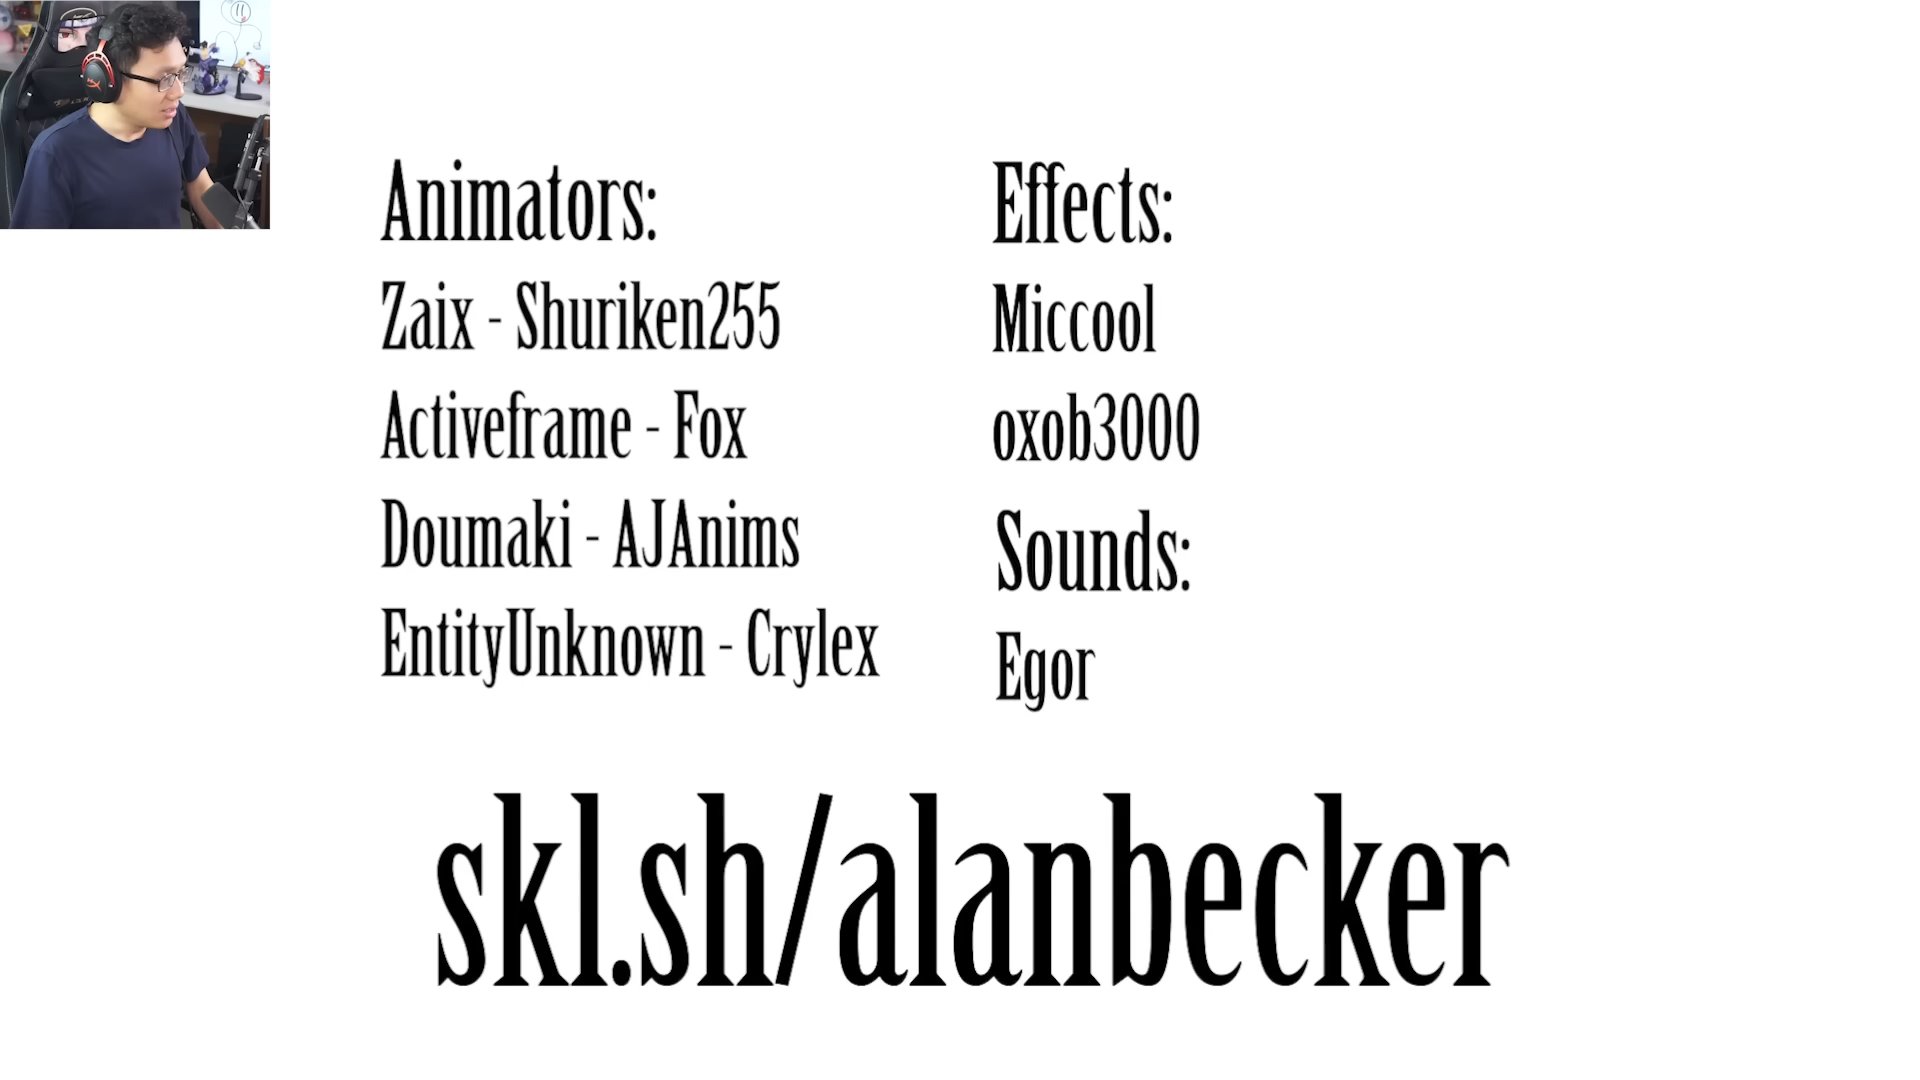 Animators:
Zaix - Shuriken255
Activeframe - Fox
Doumaki - AJAnims
EntityUnknown - Crylex
Effects:
Miccool
oxob3000
Sounds:
Egor
skl.sh/alanbecker